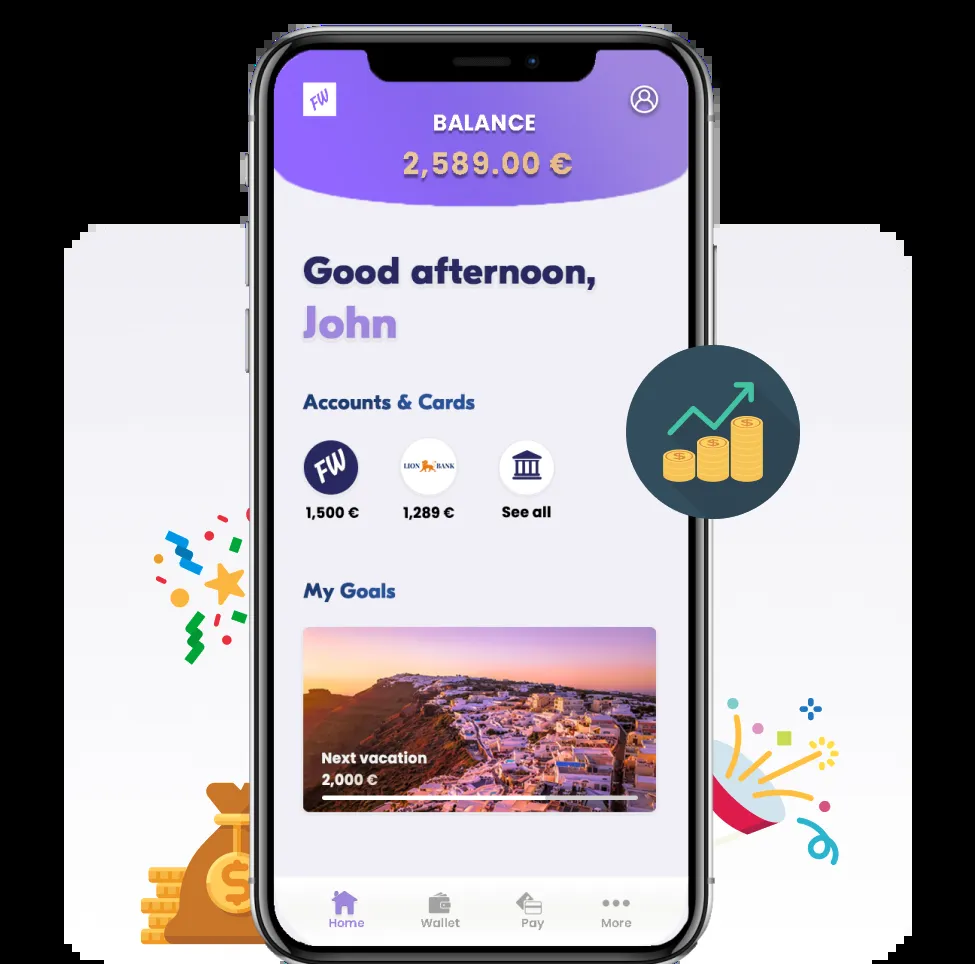 FW
BALANCE
2,589.00 €
Good afternoon,
John
Accounts & Cards
FW
LION BANK
1,500 €
1,289 €
See all
My Goals
Next vacation
2,000 €
Home
Wallet
Pay
More